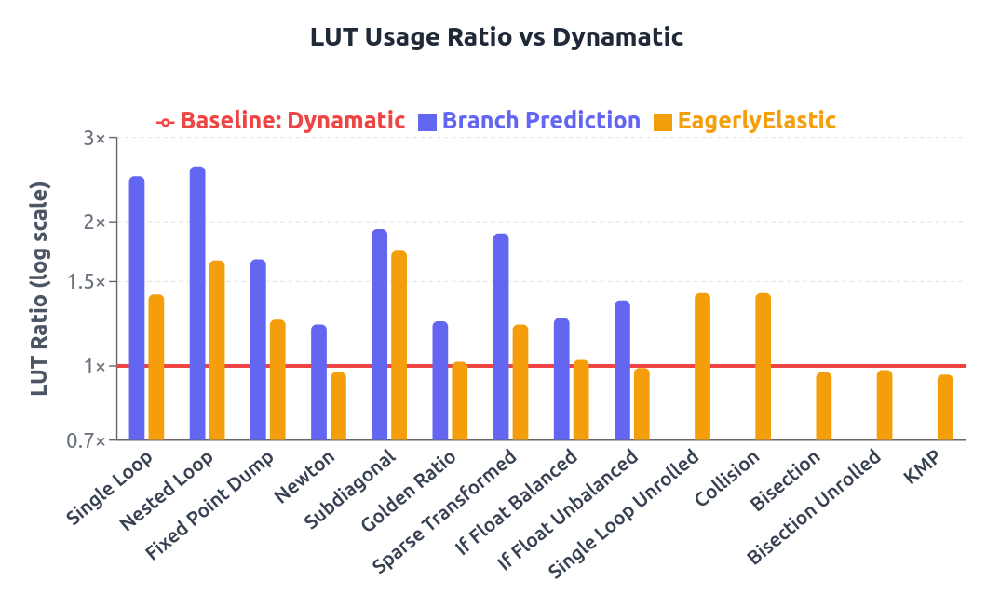 LUT Usage Ratio vs Dynamatic
Baseline: Dynamatic Branch Prediction EagerlyElastic
LUT Ratio (log scale)
3×
2×
1.5×
1×
0.7×
Single Loop
Nested Loop
Fixed Point Dump
Newton
Subdiagonal
Golden Ratio
Sparse Transformed
If Float Balanced
If Float Unbalanced
Single Loop Unrolled
Collision
Bisection
Bisection Unrolled
KMP